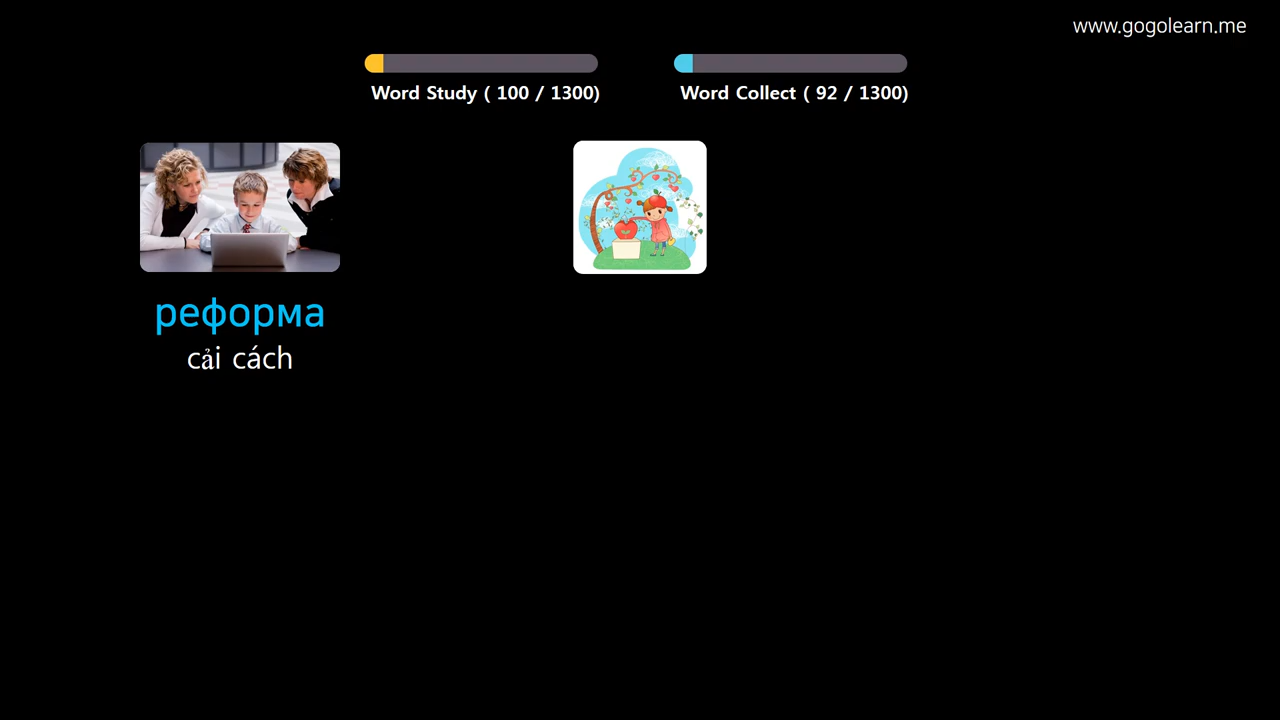 www.gogolearn.me
Word Study ( 100 / 1300)
Word Collect ( 92 / 1300)
реформа
cải cách